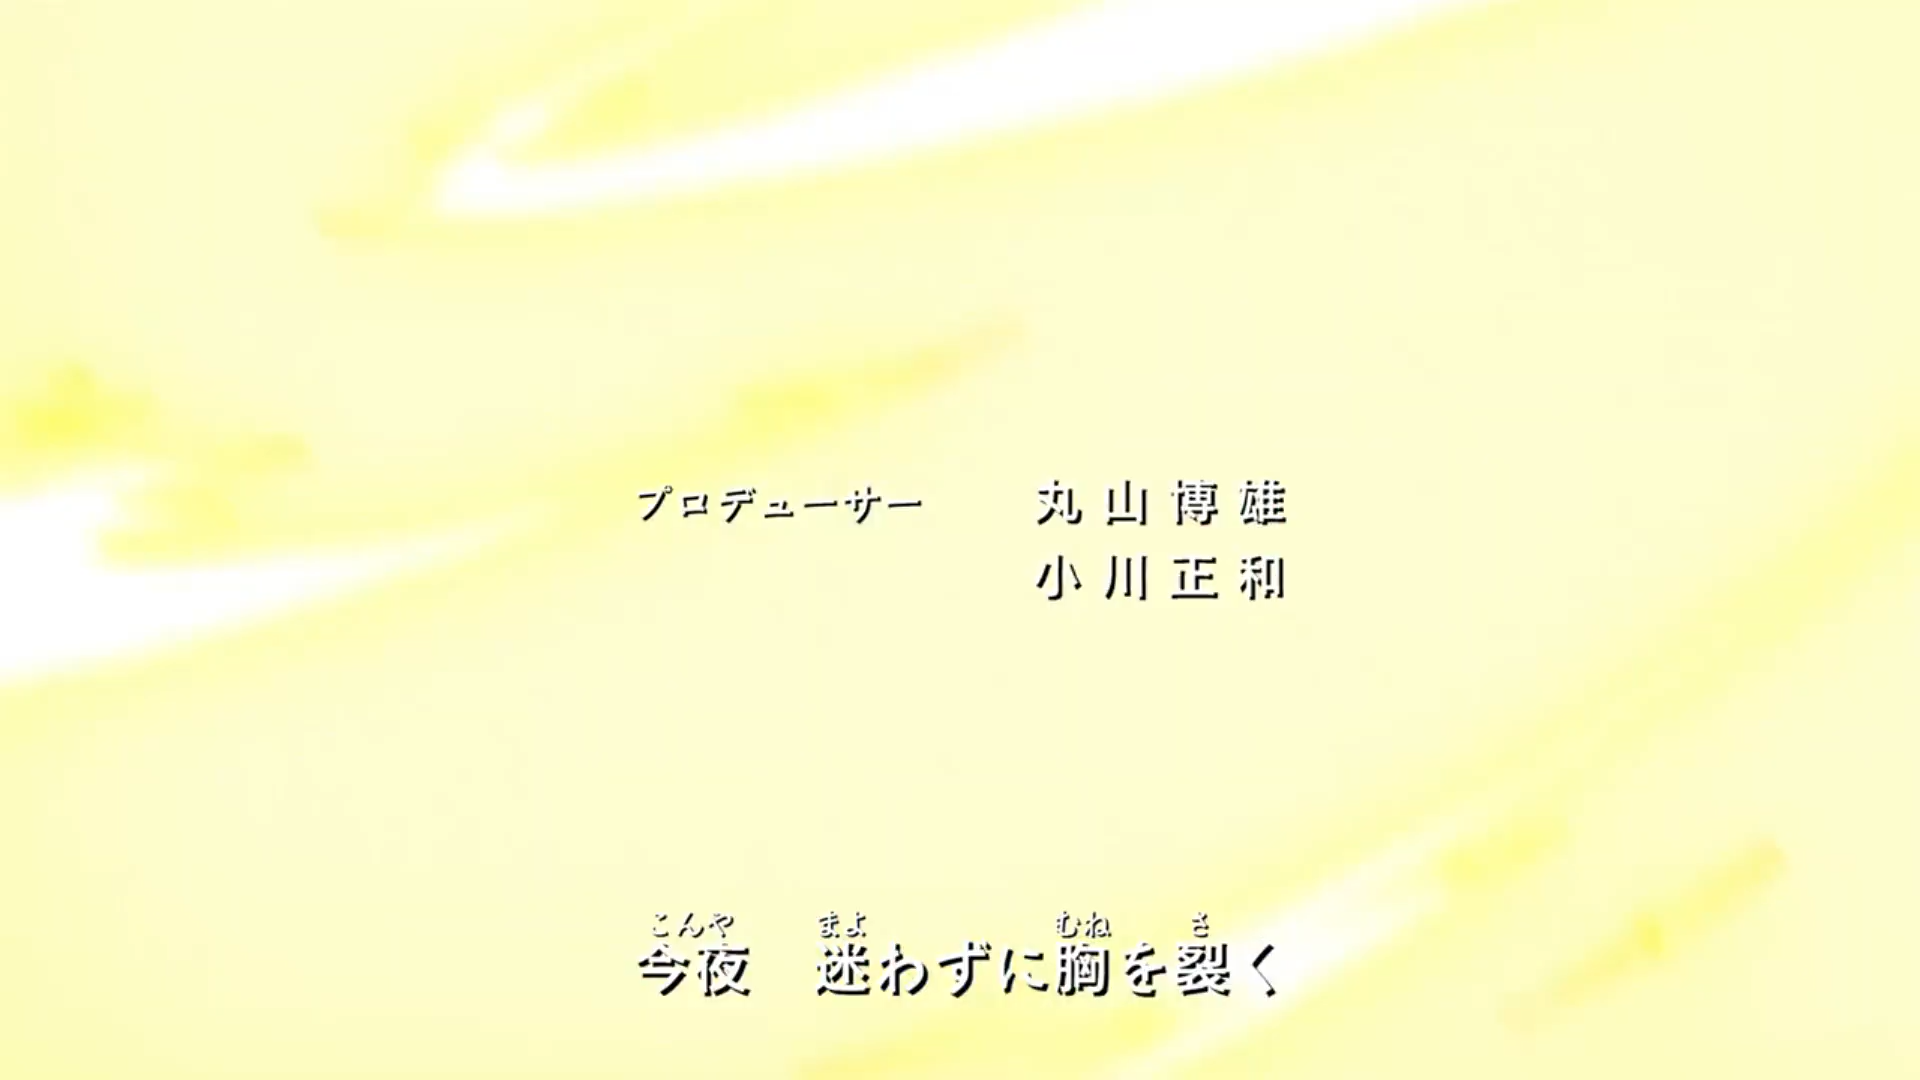 プロデューサー 丸山博雄
小川正和
こんや まよ むね さ
今夜 迷わずに胸を裂く